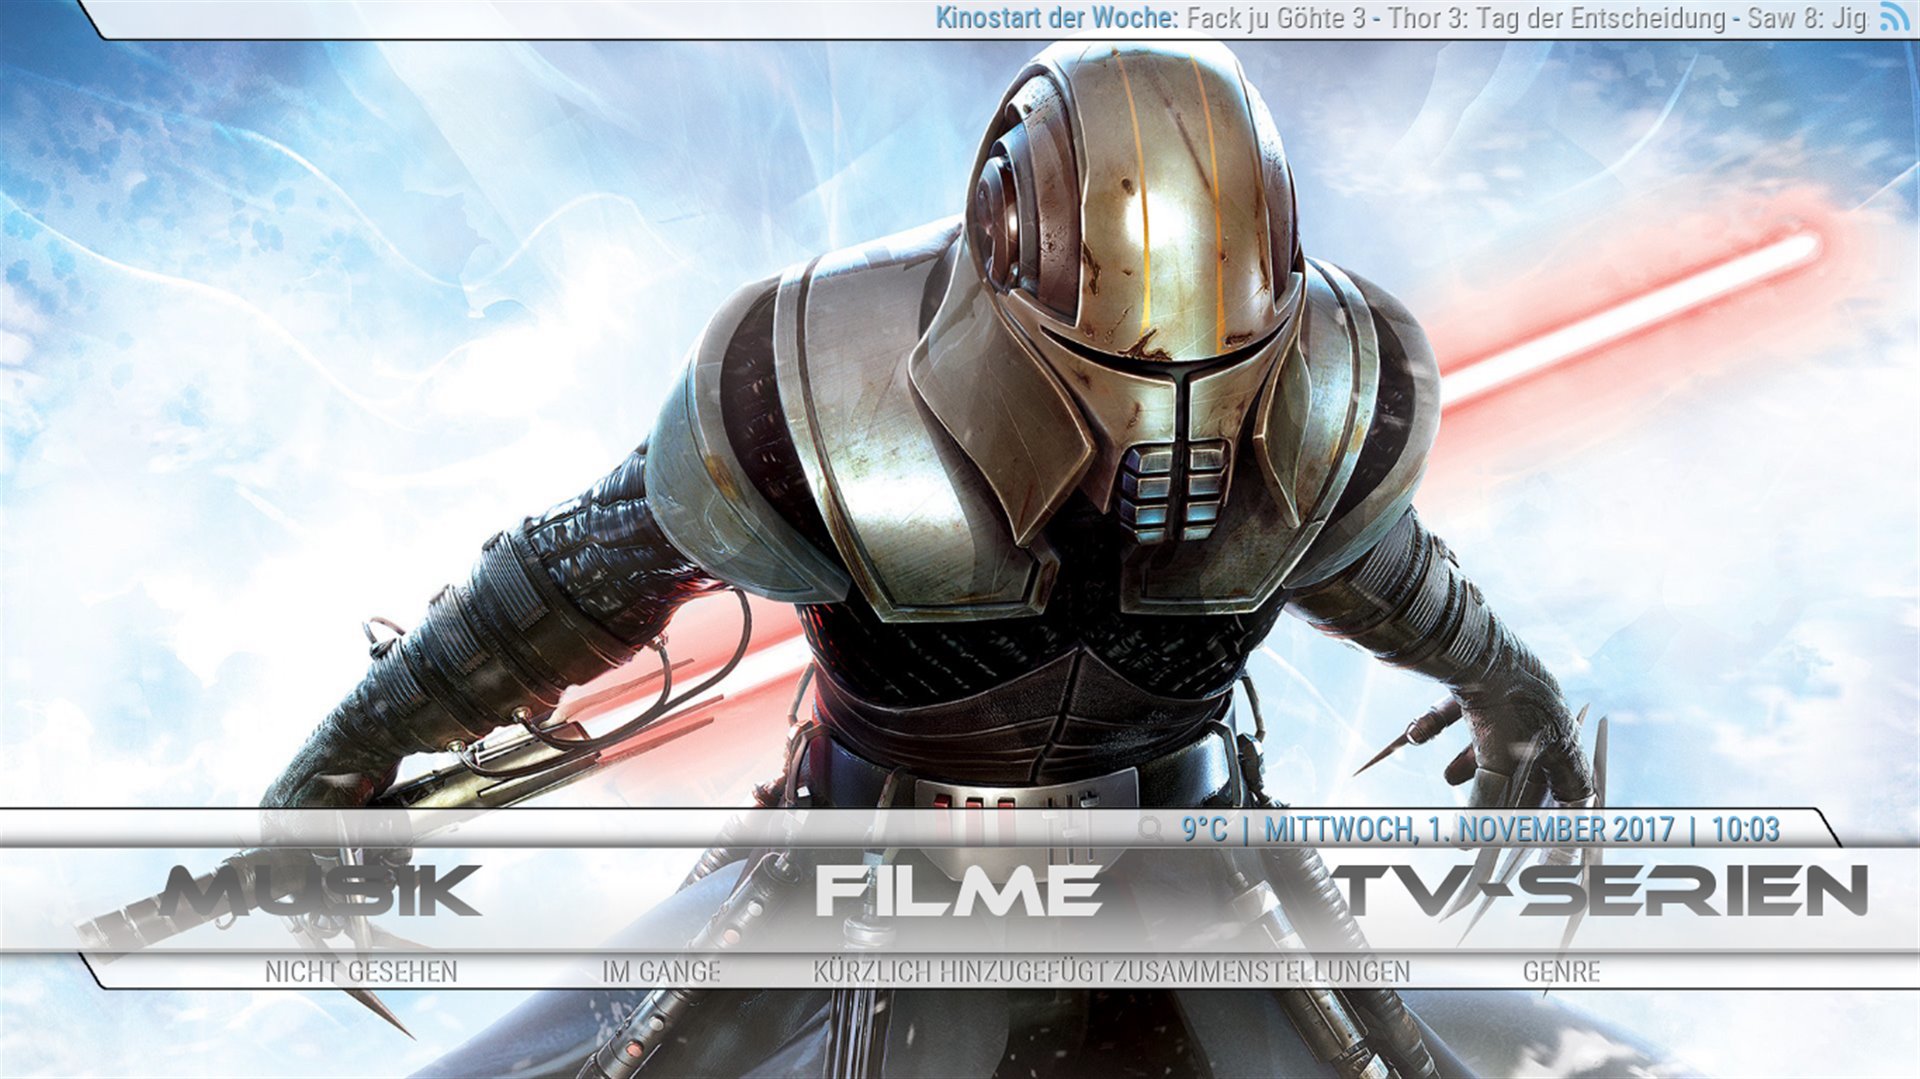 Kinostart der Woche: Fack ju Göhte 3 - Thor 3: Tag der Entscheidung - Saw 8: Jig
9°C | MITTWOCH, 1. NOVEMBER 2017 | 10:03
MUSIK FILME TV-SERIEN
NICHT GESEHEN IM GANGE KÜRZLICH HINZUGEFÜGT ZUSAMMENSTELLUNGEN GENRE